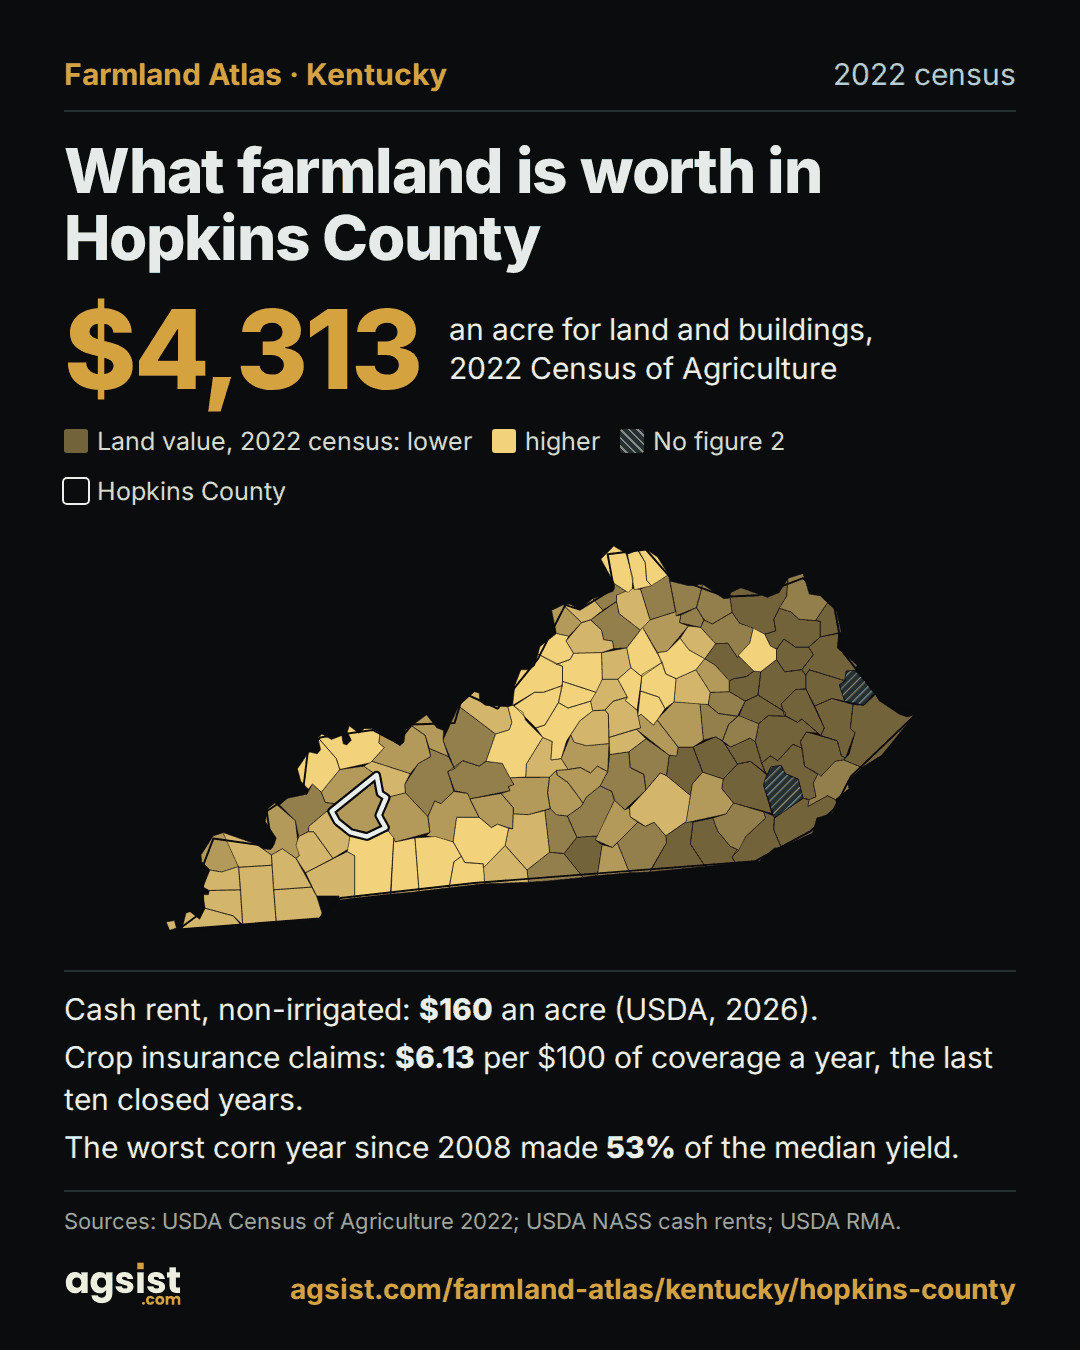 Farmland Atlas · Kentucky
2022 census
What farmland is worth in
Hopkins County
$4,313
an acre for land and buildings,
2022 Census of Agriculture
Land value, 2022 census: lower
higher
No figure 2
Hopkins County
Cash rent, non-irrigated: $160 an acre (USDA, 2026).
Crop insurance claims: $6.13 per $100 of coverage a year, the last
ten closed years.
The worst corn year since 2008 made 53% of the median yield.
Sources: USDA Census of Agriculture 2022; USDA NASS cash rents; USDA RMA.
agsist
.com
agsist.com/farmland-atlas/kentucky/hopkins-county